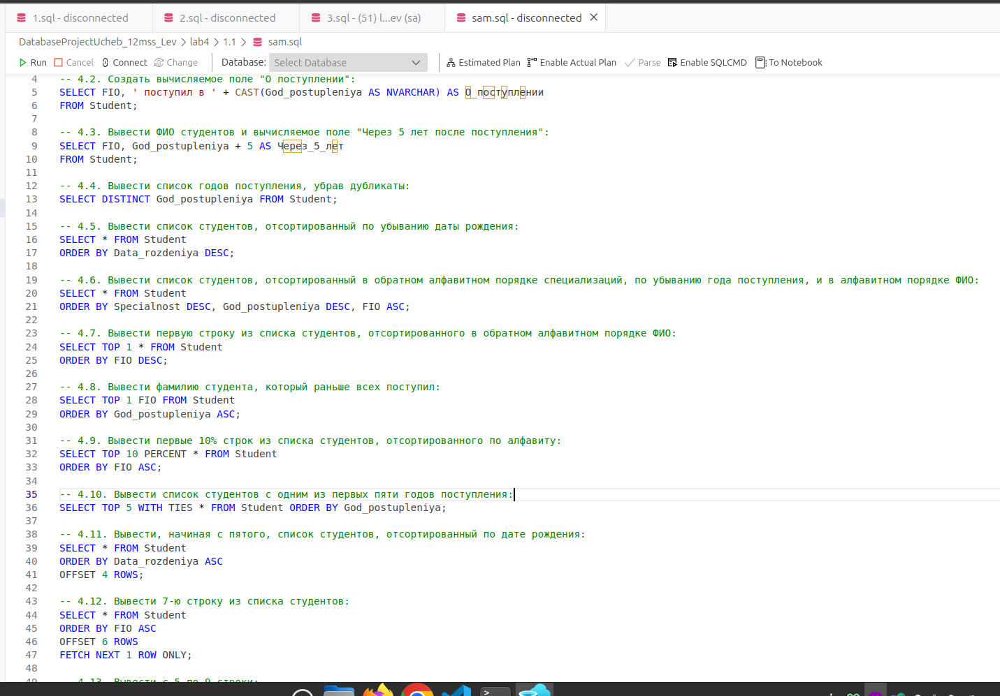 1.sql - disconnected
2.sql - disconnected
3.sql - (51) l...ev (sa)
sam.sql - disconnected
DatabaseProjectUcheb_12mss_Lev > lab4 > 1.1 > sam.sql
Run Cancel Connect Change Database: Select Database Estimated Plan Enable Actual Plan Parse Enable SQLCMD To Notebook
4 -- 4.2. Создать вычисляемое поле "О поступлении":
5 SELECT FIO, ' поступил в ' + CAST(God_postupleniya AS NVARCHAR) AS О_поступлении
6 FROM Student;
7
8 -- 4.3. Вывести ФИО студентов и вычисляемое поле "Через 5 лет после поступления":
9 SELECT FIO, God_postupleniya + 5 AS Через_5_лет
10 FROM Student;
11
12 -- 4.4. Вывести список годов поступления, убрав дубликаты:
13 SELECT DISTINCT God_postupleniya FROM Student;
14
15 -- 4.5. Вывести список студентов, отсортированный по убыванию даты рождения:
16 SELECT * FROM Student
17 ORDER BY Data_rozdeniya DESC;
18
19 -- 4.6. Вывести список студентов, отсортированный в обратном алфавитном порядке специализаций, по убыванию года поступления, и в алфавитном порядке ФИО:
20 SELECT * FROM Student
21 ORDER BY Specialnost DESC, God_postupleniya DESC, FIO ASC;
22
23 -- 4.7. Вывести первую строку из списка студентов, отсортированного в обратном алфавитном порядке ФИО:
24 SELECT TOP 1 * FROM Student
25 ORDER BY FIO DESC;
26
27 -- 4.8. Вывести фамилию студента, который раньше всех поступил:
28 SELECT TOP 1 FIO FROM Student
29 ORDER BY God_postupleniya ASC;
30
31 -- 4.9. Вывести первые 10% строк из списка студентов, отсортированного по алфавиту:
32 SELECT TOP 10 PERCENT * FROM Student
33 ORDER BY FIO ASC;
34
35 -- 4.10. Вывести список студентов с одним из первых пяти годов поступления:
36 SELECT TOP 5 WITH TIES * FROM Student ORDER BY God_postupleniya;
37
38 -- 4.11. Вывести, начиная с пятого, список студентов, отсортированный по дате рождения:
39 SELECT * FROM Student
40 ORDER BY Data_rozdeniya ASC
41 OFFSET 4 ROWS;
42
43 -- 4.12. Вывести 7-ю строку из списка студентов:
44 SELECT * FROM Student
45 ORDER BY FIO ASC
46 OFFSET 6 ROWS
47 FETCH NEXT 1 ROW ONLY;
48
49 -- 4.13. Вывести с 5 по 9 строки: